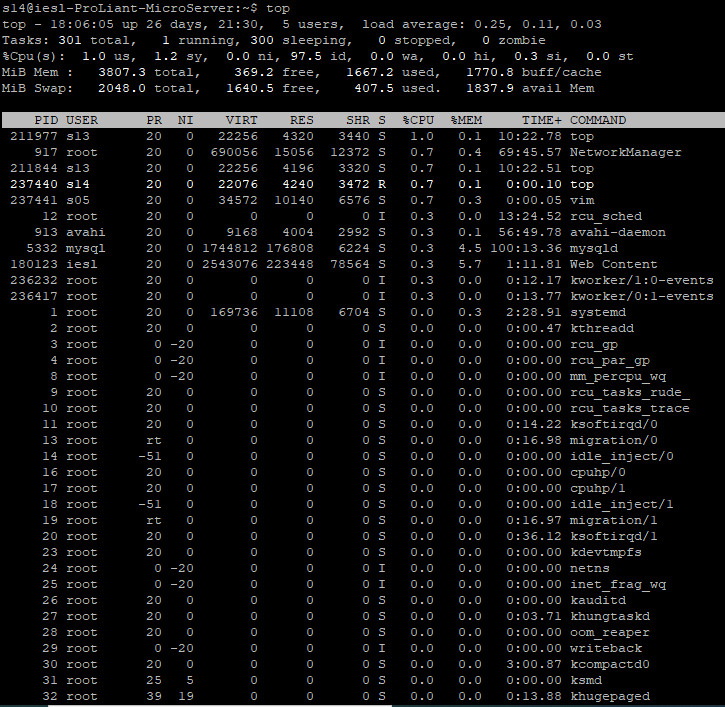 sl4@iesl-ProLiant-MicroServer:~$ top
top - 18:06:05 up 26 days, 21:30,  5 users,  load average: 0.25, 0.11, 0.03
Tasks: 301 total,   1 running, 300 sleeping,   0 stopped,   0 zombie
%Cpu(s):  1.0 us,  1.2 sy,  0.0 ni, 97.5 id,  0.0 wa,  0.0 hi,  0.3 si,  0.0 st
MiB Mem :   3807.3 total,    369.2 free,   1667.2 used,   1770.8 buff/cache
MiB Swap:   2048.0 total,   1640.5 free,    407.5 used.   1837.9 avail Mem
PID USER      PR  NI    VIRT    RES    SHR S  %CPU  %MEM     TIME+ COMMAND
211977 sl3       20   0   22256   4320   3440 S   1.0   0.1  10:22.78 top
917 root      20   0  690056  15056  12372 S   0.7   0.4  69:45.57 NetworkManager
211844 sl3       20   0   22256   4196   3320 S   0.7   0.1  10:22.51 top
237440 sl4       20   0   22076   4240   3472 R   0.7   0.1   0:00.10 top
237441 s05       20   0   34572  10140   6576 S   0.7   0.3   0:00.05 vim
12 root      20   0       0      0      0 I   0.3   0.0  13:24.52 rcu_sched
913 avahi     20   0    9168   4004   2992 S   0.3   0.1  56:49.78 avahi-daemon
5332 mysql     20   0 1744812 176808   6224 S   0.3   4.5 100:13.36 mysqld
180123 iesl      20   0 2543076 223448  78564 S   0.3   5.7   1:11.81 Web Content
236232 root      20   0       0      0      0 I   0.3   0.0   0:12.17 kworker/1:0-events
236417 root      20   0       0      0      0 I   0.3   0.0   0:13.77 kworker/0:1-events
1 root      20   0  169736  11108   6704 S   0.0   0.3   2:28.91 systemd
2 root      20   0       0      0      0 S   0.0   0.0   0:00.47 kthreadd
3 root       0 -20       0      0      0 I   0.0   0.0   0:00.00 rcu_gp
4 root       0 -20       0      0      0 I   0.0   0.0   0:00.00 rcu_par_gp
8 root       0 -20       0      0      0 I   0.0   0.0   0:00.00 mm_percpu_wq
9 root      20   0       0      0      0 S   0.0   0.0   0:00.00 rcu_tasks_rude_
10 root      20   0       0      0      0 S   0.0   0.0   0:00.00 rcu_tasks_trace
11 root      20   0       0      0      0 S   0.0   0.0   0:14.22 ksoftirqd/0
13 root      rt   0       0      0      0 S   0.0   0.0   0:16.98 migration/0
14 root     -51   0       0      0      0 S   0.0   0.0   0:00.00 idle_inject/0
16 root      20   0       0      0      0 S   0.0   0.0   0:00.00 cpuhp/0
17 root      20   0       0      0      0 S   0.0   0.0   0:00.00 cpuhp/1
18 root     -51   0       0      0      0 S   0.0   0.0   0:00.00 idle_inject/1
19 root      rt   0       0      0      0 S   0.0   0.0   0:16.97 migration/1
20 root      20   0       0      0      0 S   0.0   0.0   0:36.12 ksoftirqd/1
23 root      20   0       0      0      0 S   0.0   0.0   0:00.00 kdevtmpfs
24 root       0 -20       0      0      0 I   0.0   0.0   0:00.00 netns
25 root       0 -20       0      0      0 I   0.0   0.0   0:00.00 inet_frag_wq
26 root      20   0       0      0      0 S   0.0   0.0   0:00.00 kauditd
27 root      20   0       0      0      0 S   0.0   0.0   0:03.71 khungtaskd
28 root      20   0       0      0      0 S   0.0   0.0   0:00.00 oom_reaper
29 root       0 -20       0      0      0 I   0.0   0.0   0:00.00 writeback
30 root      20   0       0      0      0 S   0.0   0.0   3:00.87 kcompactd0
31 root      25   5       0      0      0 S   0.0   0.0   0:00.00 ksmd
32 root      39  19       0      0      0 S   0.0   0.0   0:13.88 khugepaged